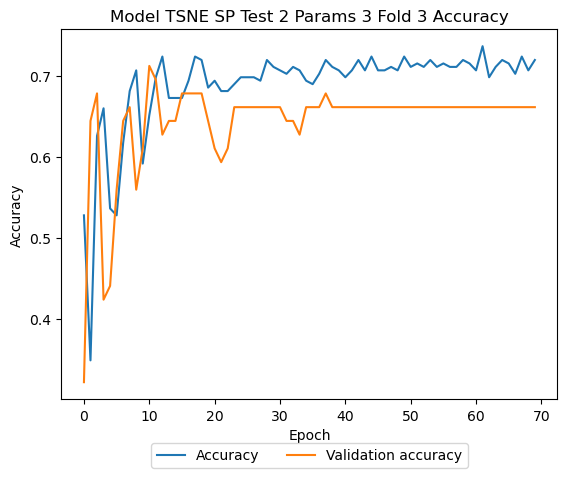 Model TSNE SP Test 2 Params 3 Fold 3 Accuracy
Accuracy
0.7
0.6
0.5
0.4
0 10 20 30 40 50 60 70
Epoch
Accuracy Validation accuracy